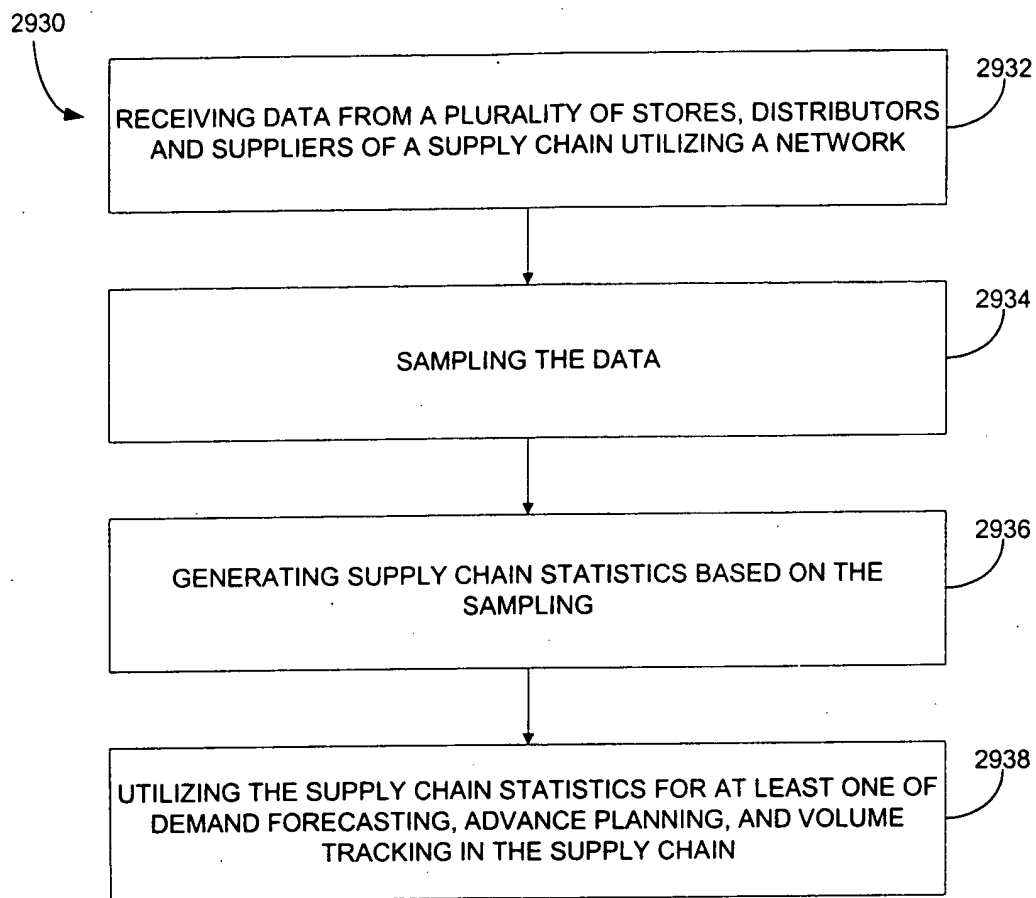 2930
2932
RECEIVING DATA FROM A PLURALITY OF STORES, DISTRIBUTORS
AND SUPPLIERS OF A SUPPLY CHAIN UTILIZING A NETWORK
2934
SAMPLING THE DATA
2936
GENERATING SUPPLY CHAIN STATISTICS BASED ON THE
SAMPLING
2938
UTILIZING THE SUPPLY CHAIN STATISTICS FOR AT LEAST ONE OF
DEMAND FORECASTING, ADVANCE PLANNING, AND VOLUME
TRACKING IN THE SUPPLY CHAIN